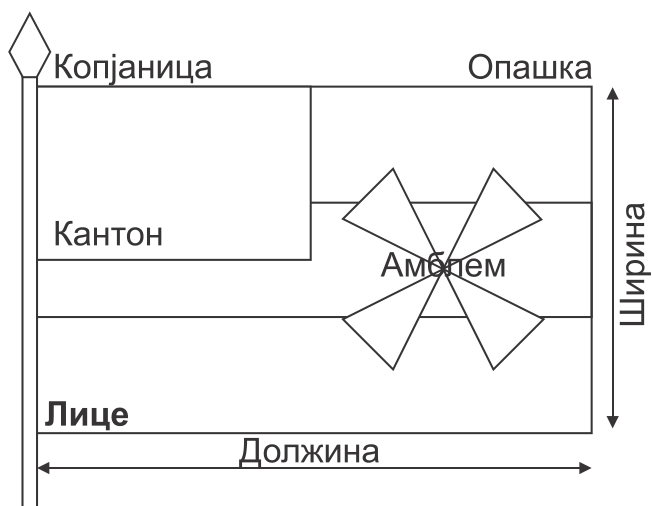 Копјаница
Опашка
Кантон
Амблем
Ширина
Лице
Должина